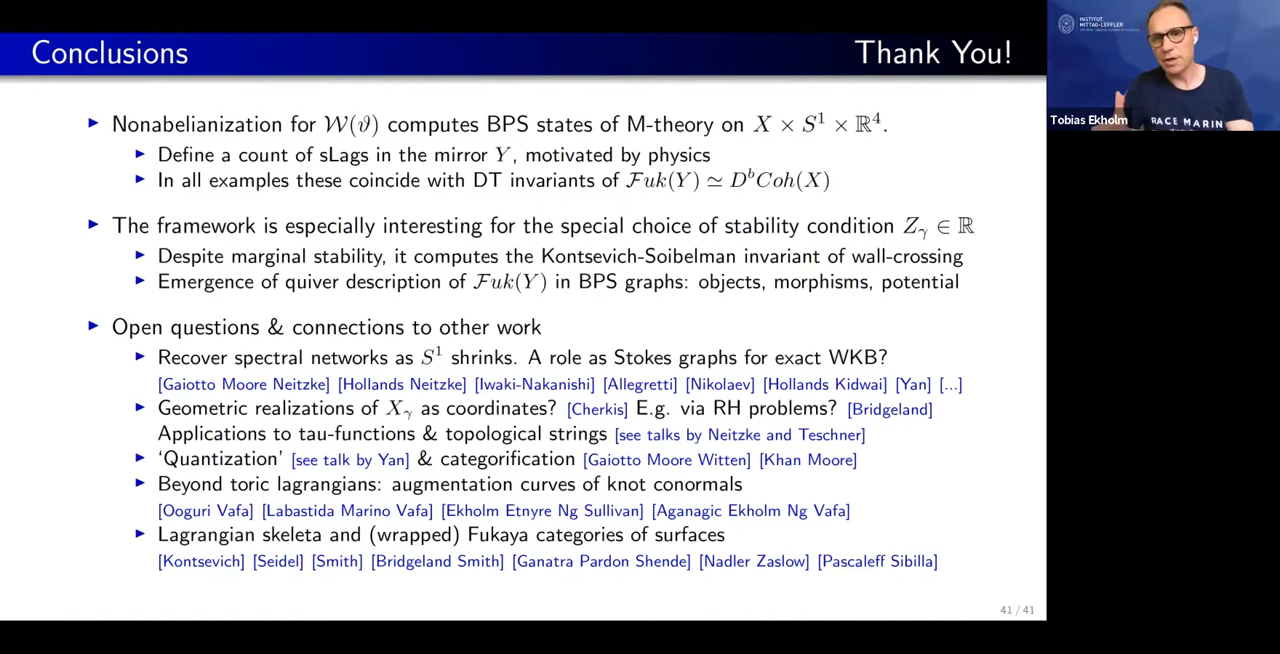 Conclusions
Thank You!
INSTITUT
MITTAG-LEFFLER
Tobias Ekholm
RACE MARIN
Nonabelianization for 𝒲(ϑ) computes BPS states of M-theory on X × S¹ × ℝ⁴.
Define a count of sLags in the mirror Y, motivated by physics
In all examples these coincide with DT invariants of ℱuk(Y) ≃ DᵇCoh(X)
The framework is especially interesting for the special choice of stability condition Z_γ ∈ ℝ
Despite marginal stability, it computes the Kontsevich-Soibelman invariant of wall-crossing
Emergence of quiver description of ℱuk(Y) in BPS graphs: objects, morphisms, potential
Open questions & connections to other work
Recover spectral networks as S¹ shrinks. A role as Stokes graphs for exact WKB?
[Gaiotto Moore Neitzke] [Hollands Neitzke] [Iwaki-Nakanishi] [Allegretti] [Nikolaev] [Hollands Kidwai] [Yan] [...]
Geometric realizations of X_γ as coordinates? [Cherkis] E.g. via RH problems? [Bridgeland]
Applications to tau-functions & topological strings [see talks by Neitzke and Teschner]
‘Quantization’ [see talk by Yan] & categorification [Gaiotto Moore Witten] [Khan Moore]
Beyond toric lagrangians: augmentation curves of knot conormals
[Ooguri Vafa] [Labastida Marino Vafa] [Ekholm Etnyre Ng Sullivan] [Aganagic Ekholm Ng Vafa]
Lagrangian skeleta and (wrapped) Fukaya categories of surfaces
[Kontsevich] [Seidel] [Smith] [Bridgeland Smith] [Ganatra Pardon Shende] [Nadler Zaslow] [Pascaleff Sibilla]
41 / 41